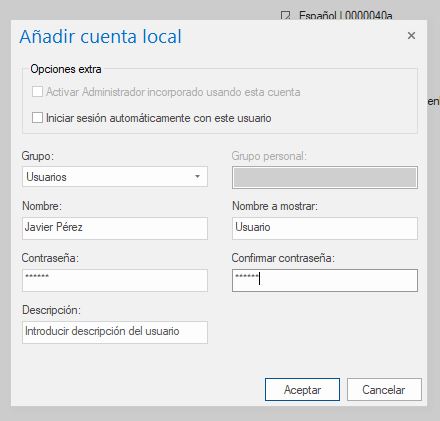 Español | 0000040a
Añadir cuenta local
Opciones extra
Activar Administrador incorporado usando esta cuenta
Iniciar sesión automáticamente con este usuario
Grupo: Grupo personal:
Usuarios
Nombre: Nombre a mostrar:
Javier Pérez Usuario
Contraseña: Confirmar contraseña:
****** ******
Descripción:
Introducir descripción del usuario
Aceptar Cancelar